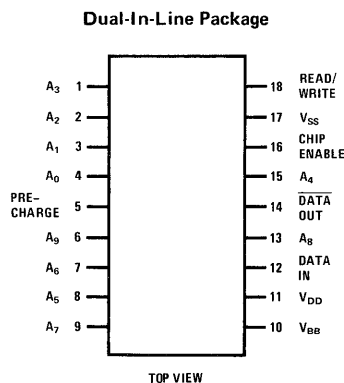 Dual-In-Line Package
A3 1
A2 2
A1 3
A0 4
PRE-
CHARGE 5
A9 6
A6 7
A5 8
A7 9
18 READ/
WRITE
17 VSS
16 CHIP
ENABLE
15 A4
14 DATA
OUT
13 A8
12 DATA
IN
11 VDD
10 VBB
TOP VIEW